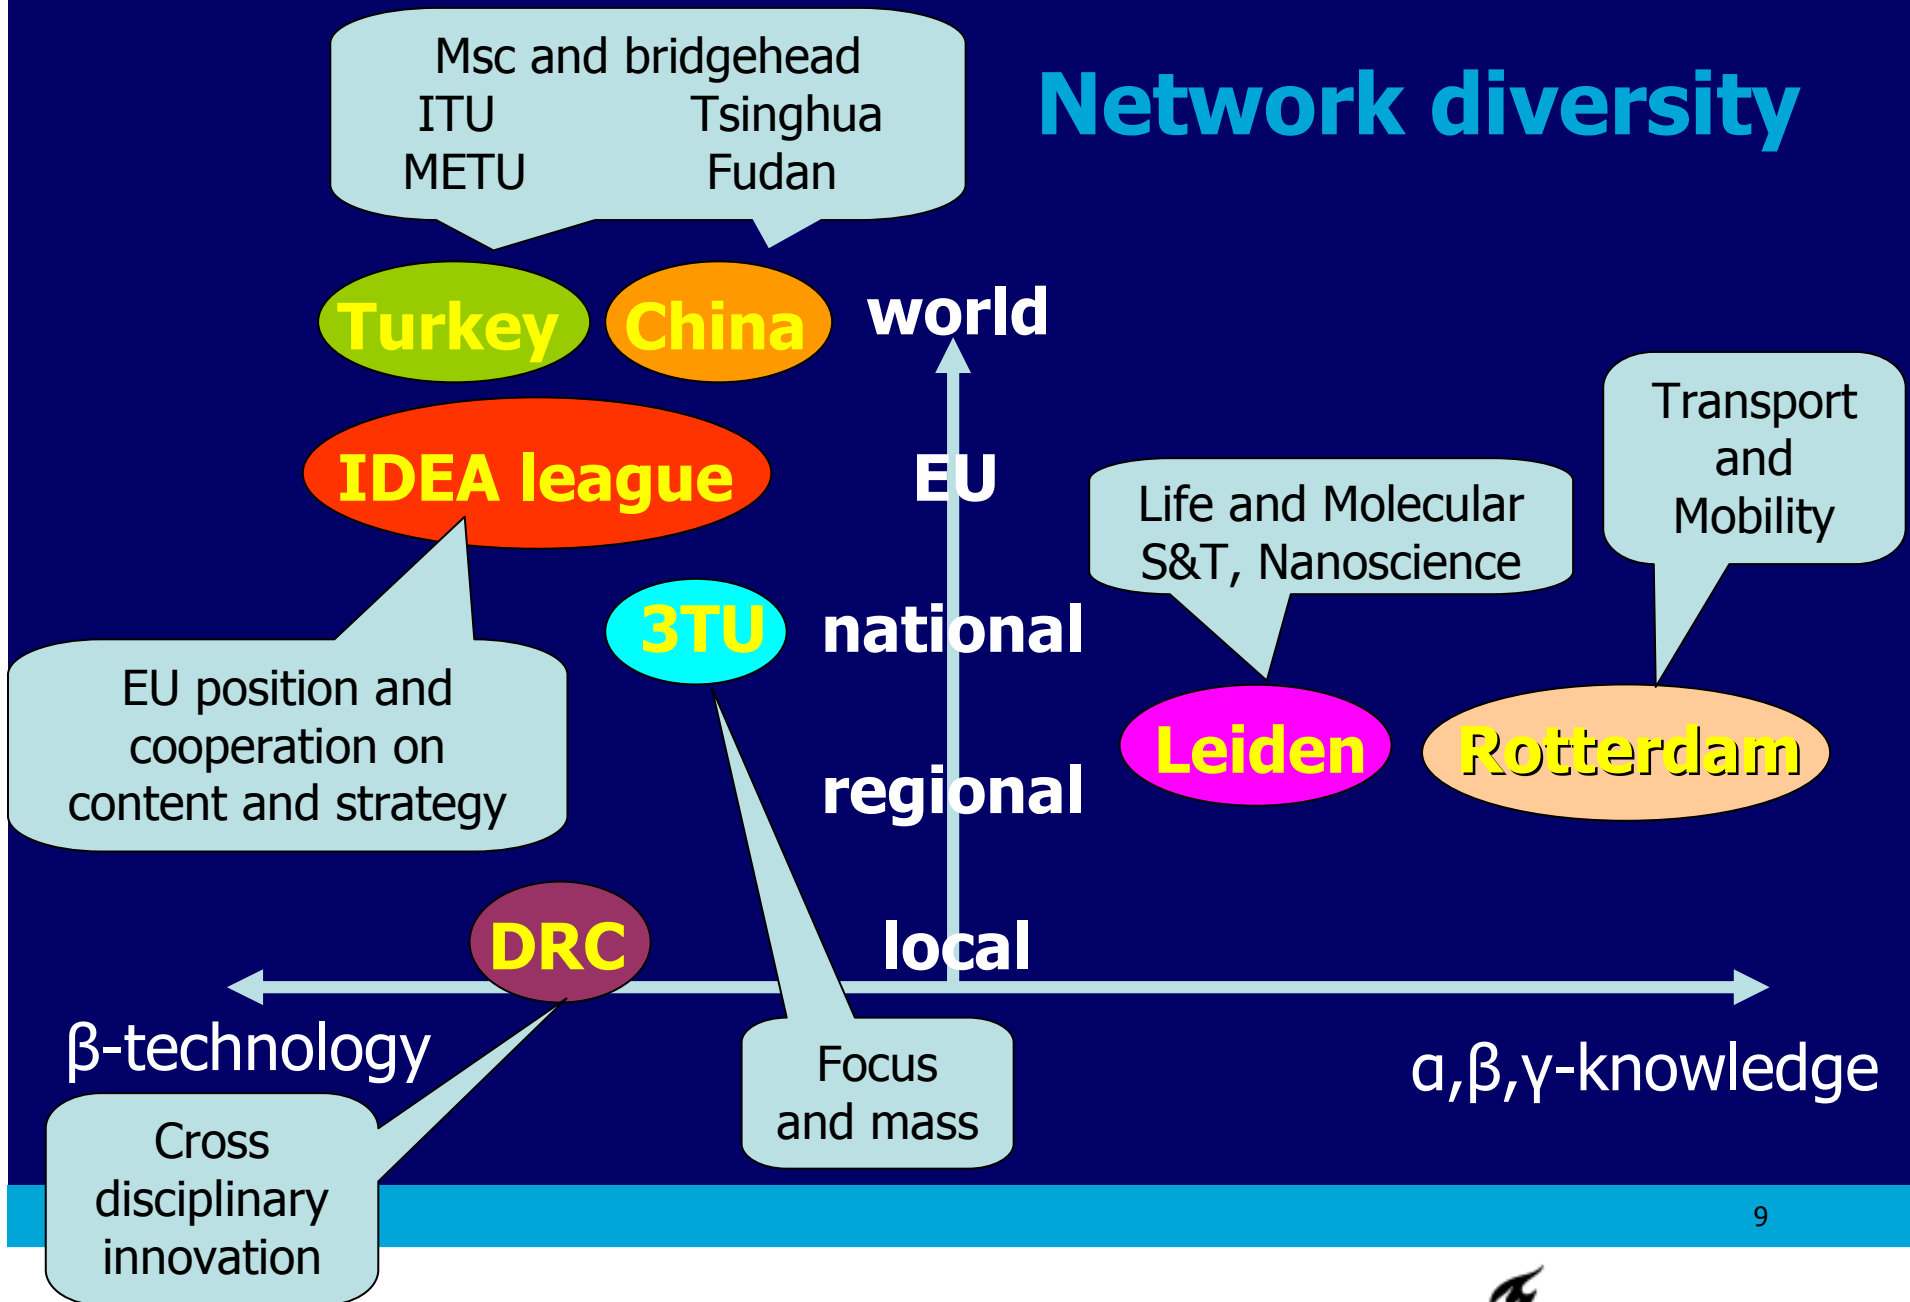 Network diversity
Msc and bridgehead
ITU Tsinghua
METU Fudan
Turkey
China
world
IDEA league
EU
Transport
and
Mobility
Life and Molecular
S&T, Nanoscience
3TU
national
EU position and
cooperation on
content and strategy
Leiden
Rotterdam
regional
DRC
local
β-technology
α,β,γ-knowledge
Focus
and mass
Cross
disciplinary
innovation
9